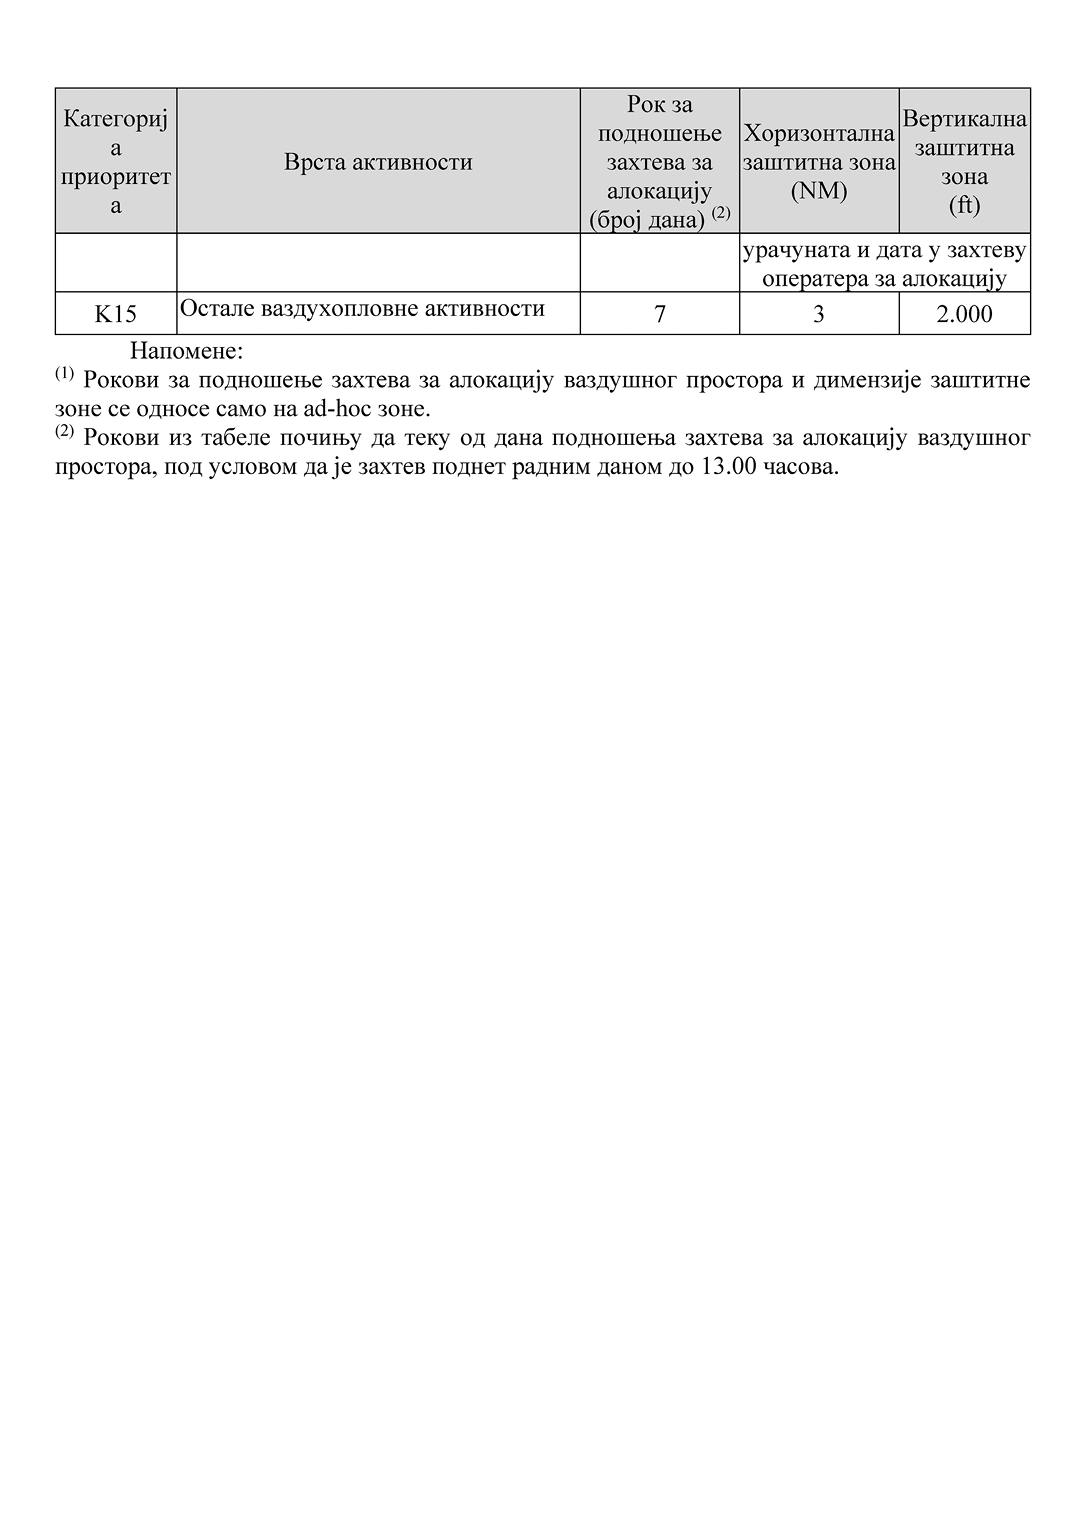 Категориј
а
приоритет
а
Врста активности
Рок за
подношење
захтева за
алокацију
(број дана) (2)
Хоризонтална
заштитна зона
(NM)
Вертикална
заштитна
зона
(ft)
урачуната и дата у захтеву
оператера за алокацију
К15
Остале ваздухопловне активности
7
3
2.000
Напомене:
(1) Рокови за подношење захтева за алокацију ваздушног простора и димензије заштитне
зоне се односе само на ad-hoc зоне.
(2) Рокови из табеле почињу да теку од дана подношења захтева за алокацију ваздушног
простора, под условом да је захтев поднет радним даном до 13.00 часова.